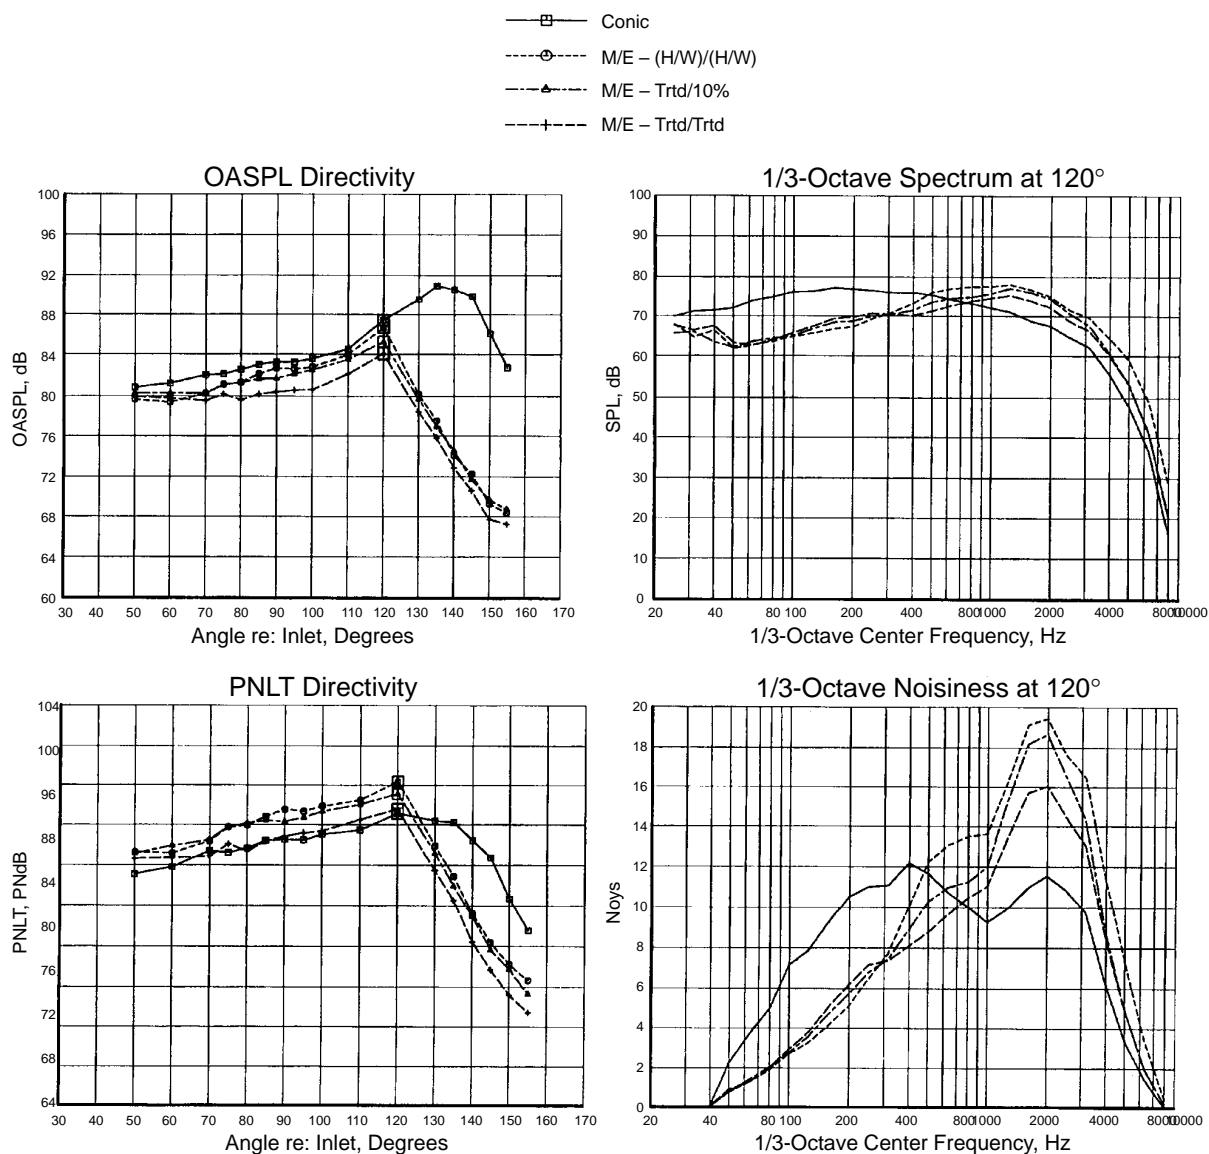 Conic
M/E – (H/W)/(H/W)
M/E – Trtd/10%
M/E – Trtd/Trtd
OASPL Directivity
100
96
92
88
84
80
76
72
68
64
60
OASPL, dB
30 40 50 60 70 80 90 100 110 120 130 140 150 160 170
Angle re: Inlet, Degrees
1/3-Octave Spectrum at 120°
100
90
80
70
60
50
40
30
20
10
0
SPL, dB
20 40 80 100 200 400 800 1000 2000 4000 8000 10000
1/3-Octave Center Frequency, Hz
PNLT Directivity
104
100
96
92
88
84
80
76
72
68
64
PNLT, PNdB
30 40 50 60 70 80 90 100 110 120 130 140 150 160 170
Angle re: Inlet, Degrees
1/3-Octave Noisiness at 120°
20
18
16
14
12
10
8
6
4
2
0
Noys
20 40 80 100 200 400 800 1000 2000 4000 8000 10000
1/3-Octave Center Frequency, Hz